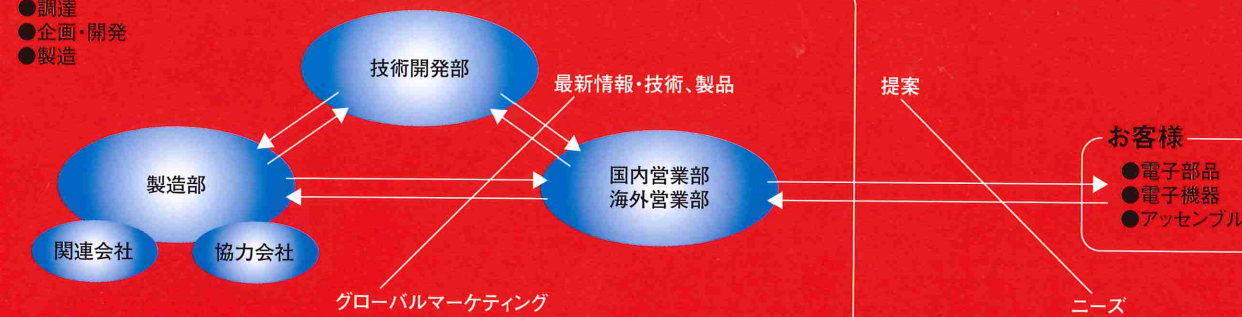 ●調達
●企画・開発
●製造
技術開発部
最新情報・技術、製品
提案
お客様
●電子部品
●電子機器
●アッセンブル
製造部
国内営業部
海外営業部
関連会社
協力会社
グローバルマーケティング
ニーズ